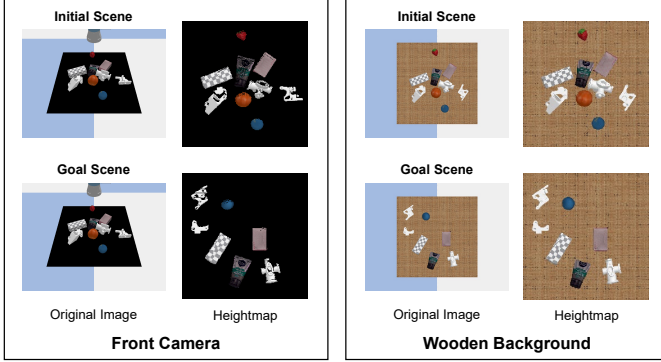 Initial Scene
Goal Scene
Original Image
Heightmap
Front Camera
Initial Scene
Goal Scene
Original Image
Heightmap
Wooden Background